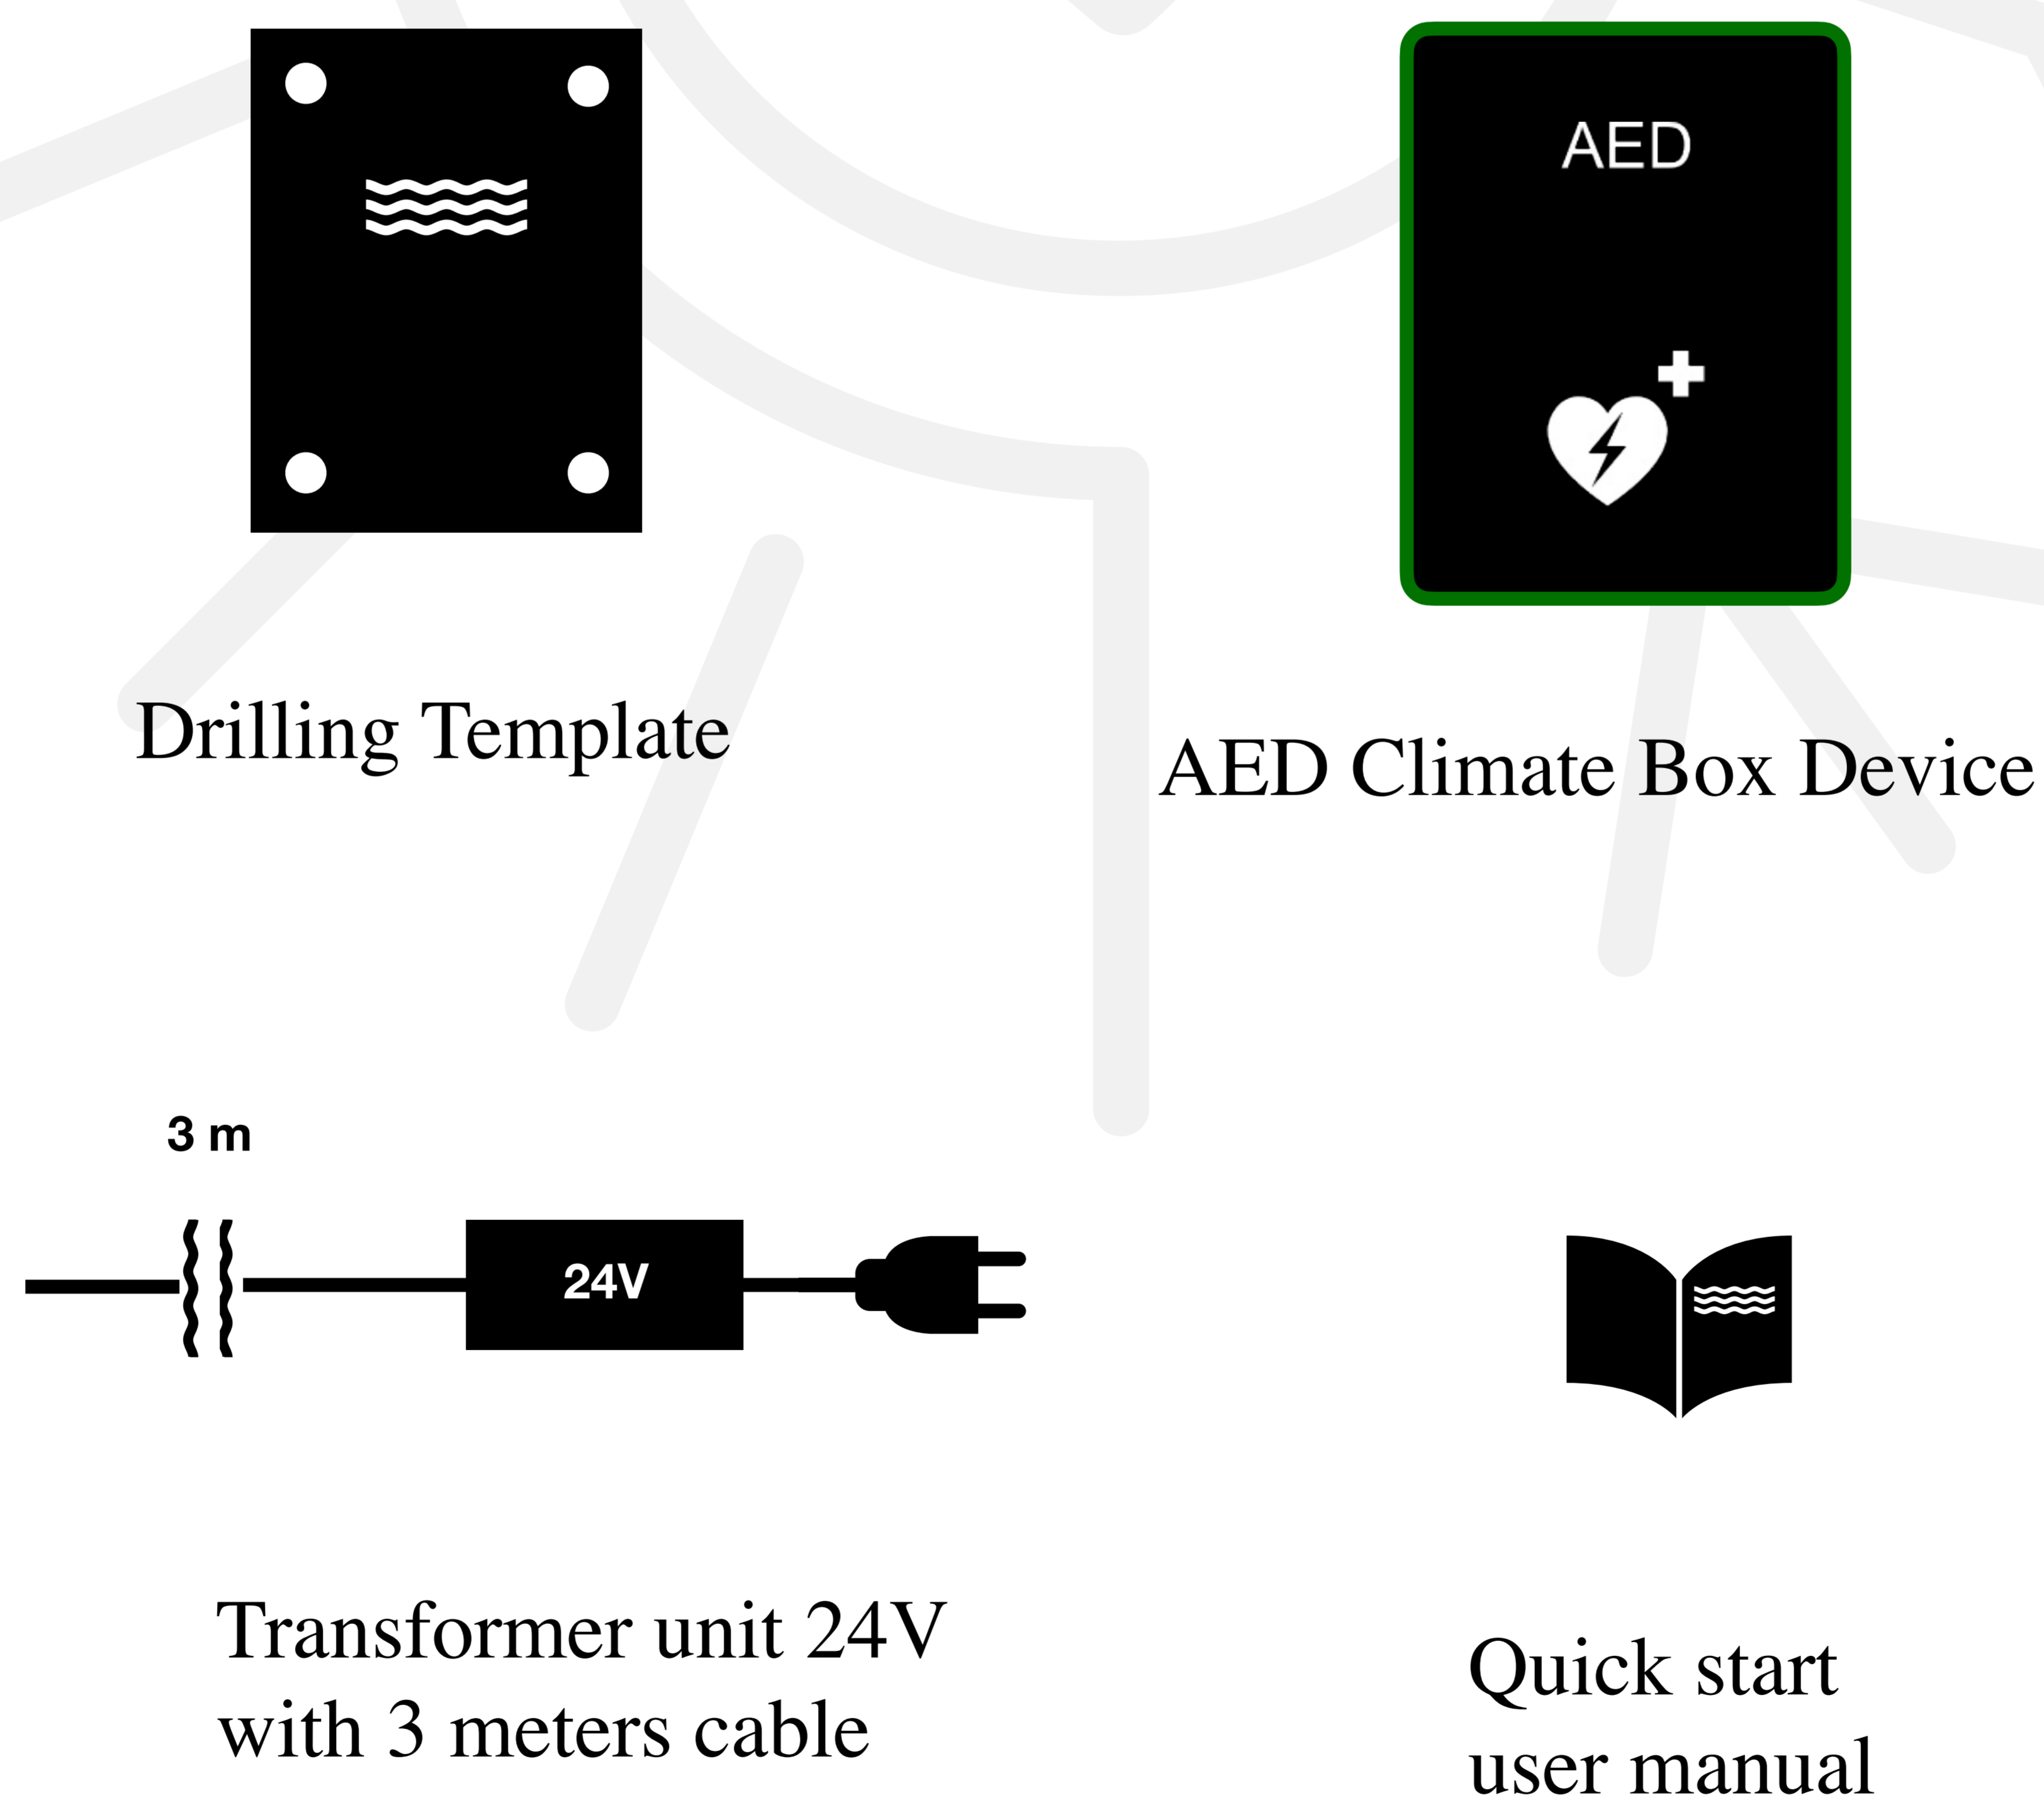 AED
Drilling Template
AED Climate Box Device
3 m
24V
Transformer unit 24V
with 3 meters cable
Quick start
user manual